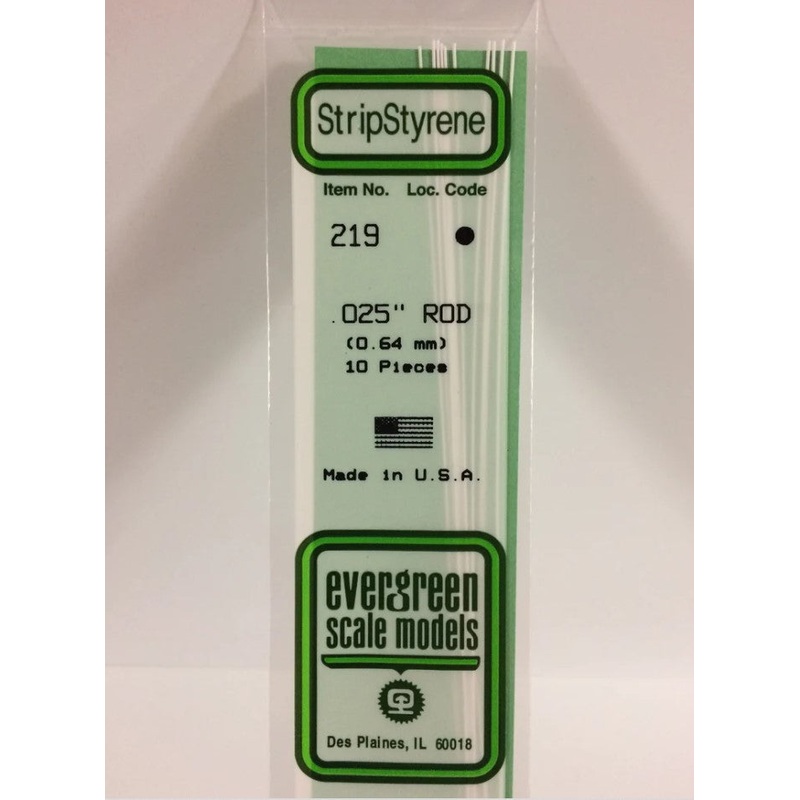 StripStyrene
Item No. Loc. Code
219 ●
.025" ROD
(0.64 mm)
10 Pieces
Made in U.S.A.
evergreen
scale models
Des Plaines, IL 60018